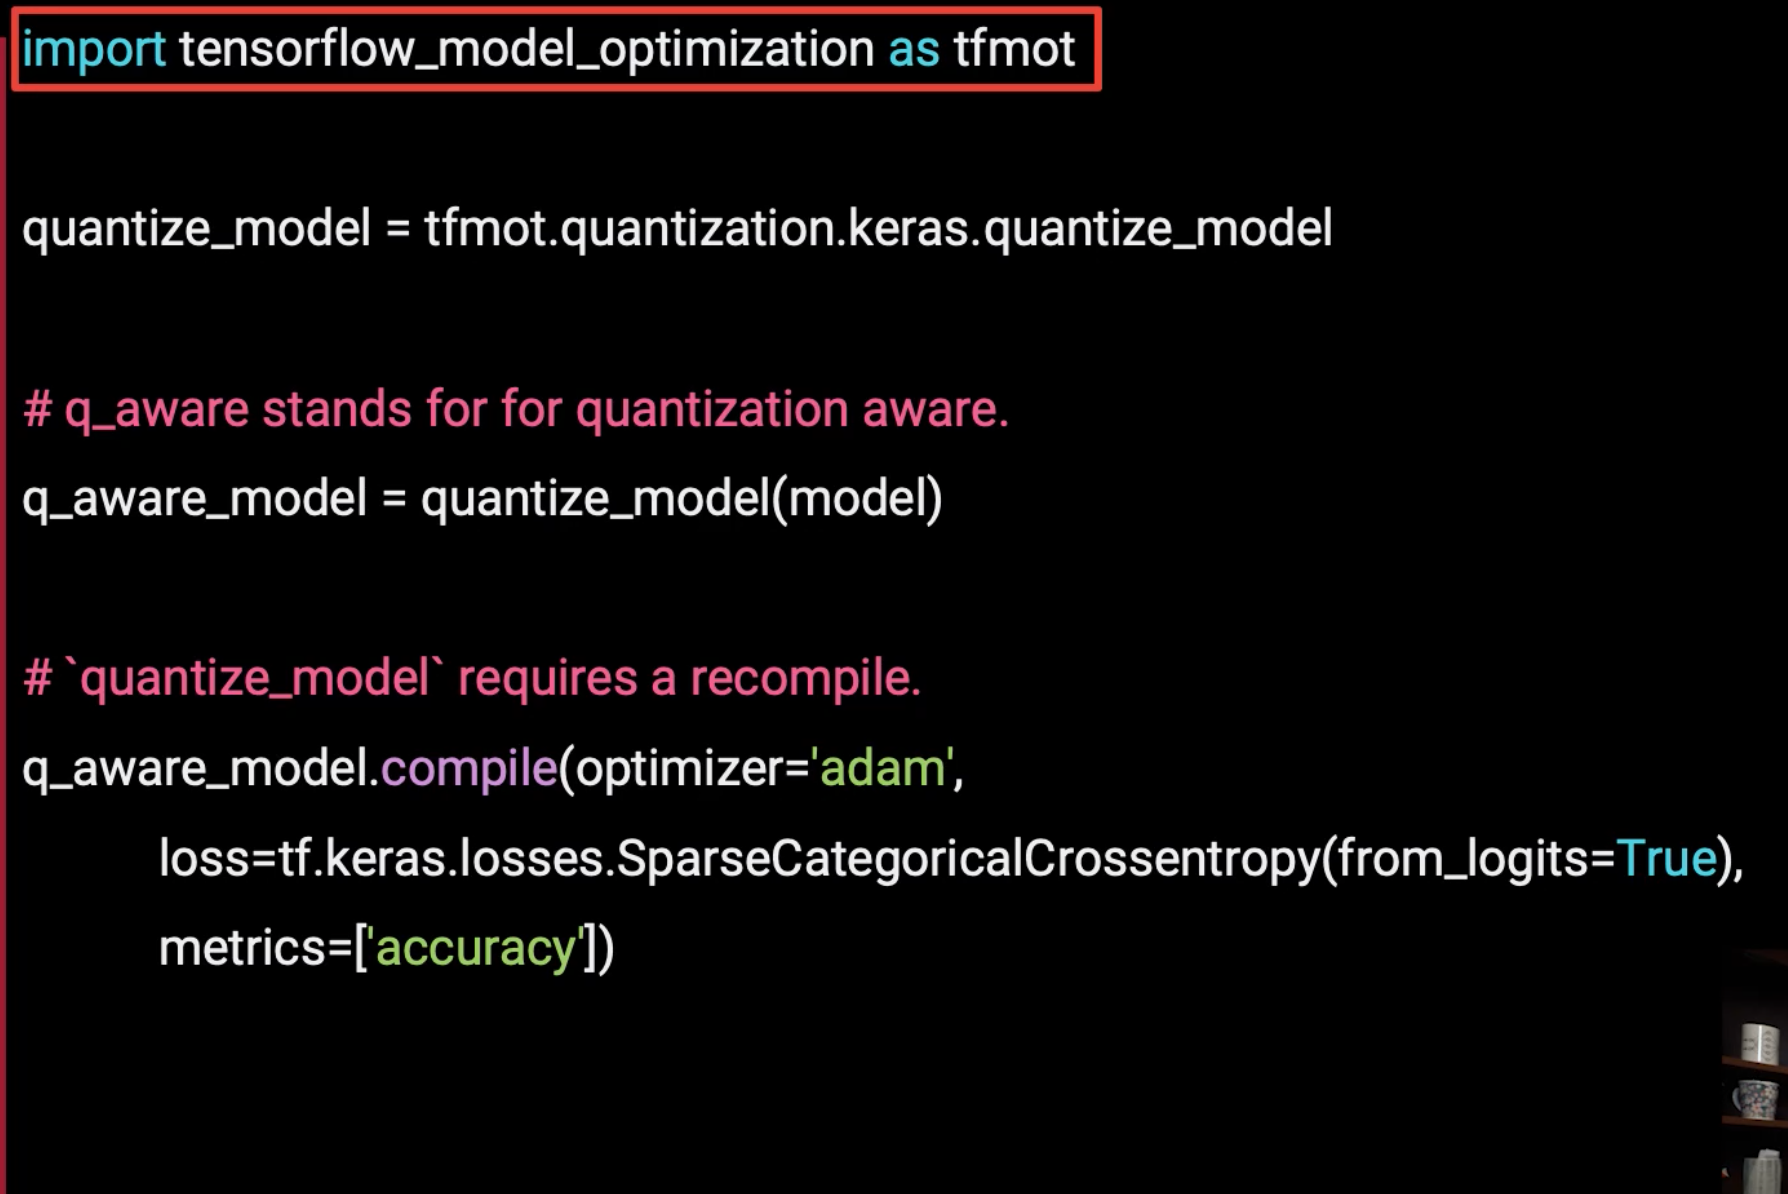 import tensorflow_model_optimization as tfmot
quantize_model = tfmot.quantization.keras.quantize_model
# q_aware stands for for quantization aware.
q_aware_model = quantize_model(model)
# `quantize_model` requires a recompile.
q_aware_model.compile(optimizer='adam',
loss=tf.keras.losses.SparseCategoricalCrossentropy(from_logits=True),
metrics=['accuracy'])